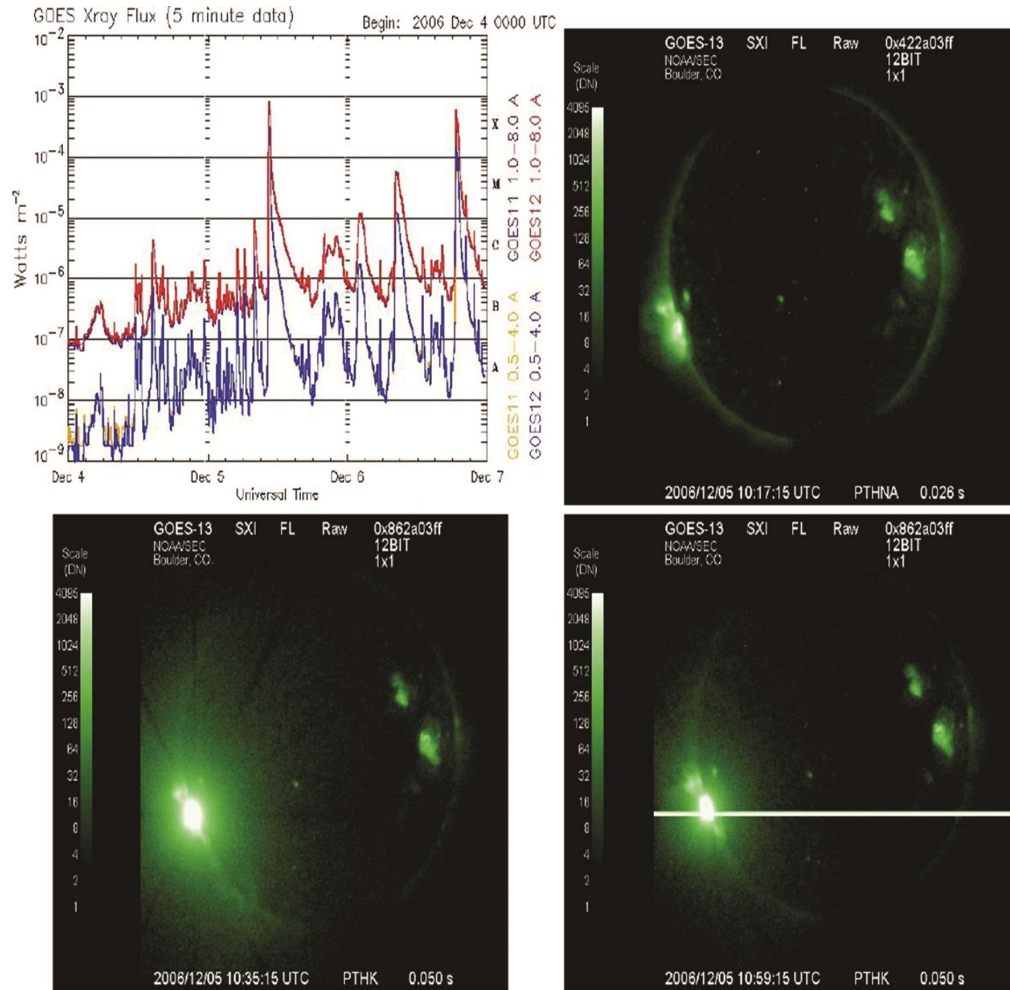 GOES Xray Flux (5 minute data)
Begin: 2006 Dec 4 0000 UTC
10-2
10-3
10-4
10-5
10-6
10-7
10-8
10-9
Watts m-2
X
M
C
B
A
GOES11 1.0-8.0 A
GOES12 1.0-8.0 A
GOES11 0.5-4.0 A
GOES12 0.5-4.0 A
Dec 4
Dec 5
Dec 6
Dec 7
Universal Time
GOES-13 SXI FL Raw 0x422a03ff
NOAA/SEC 12BIT
Boulder, CO 1x1
Scale
(DN)
4095
2048
1024
512
256
128
64
32
16
8
4
2
1
2006/12/05 10:17:15 UTC PTHNA 0.026 s
GOES-13 SXI FL Raw 0x862a03ff
NOAA/SEC 12BIT
Boulder, CO. 1x1
Scale
(DN)
4095
2048
1024
512
256
128
64
32
16
8
4
2
1
2006/12/05 10:35:15 UTC PTHK 0.050 s
GOES-13 SXI FL Raw 0x862a03ff
NOAA/SEC 12BIT
Boulder, CO 1x1
Scale
(DN)
4095
2048
1024
512
256
128
64
32
16
8
4
2
1
2006/12/05 10:59:15 UTC PTHK 0.050 s